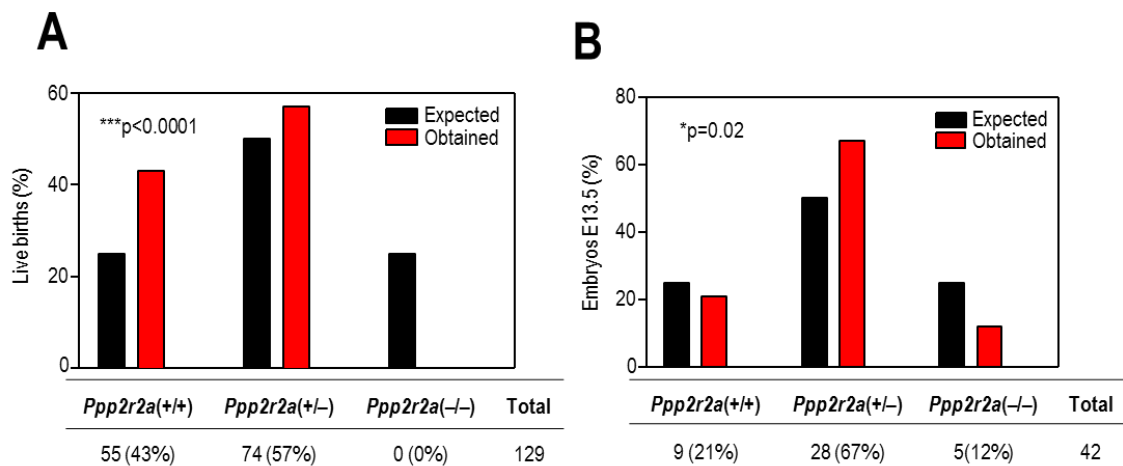 A
Live births (%)
60
40
20
0
***p<0.0001
Expected
Obtained
Ppp2r2a(+/+) Ppp2r2a(+/–) Ppp2r2a(–/–) Total
55 (43%) 74 (57%) 0 (0%) 129
B
Embryos E13.5 (%)
80
60
40
20
0
*p=0.02
Expected
Obtained
Ppp2r2a(+/+) Ppp2r2a(+/–) Ppp2r2a(–/–) Total
9 (21%) 28 (67%) 5(12%) 42